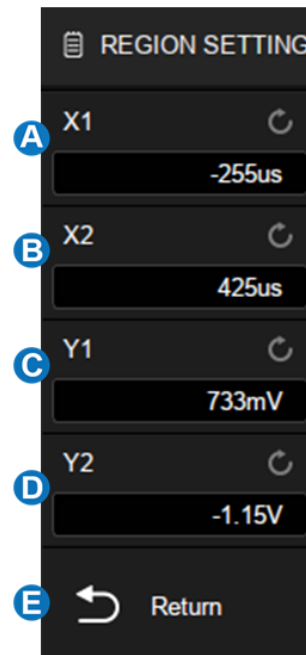 REGION SETTING
A
X1
-255us
B
X2
425us
C
Y1
733mV
D
Y2
-1.15V
E
Return